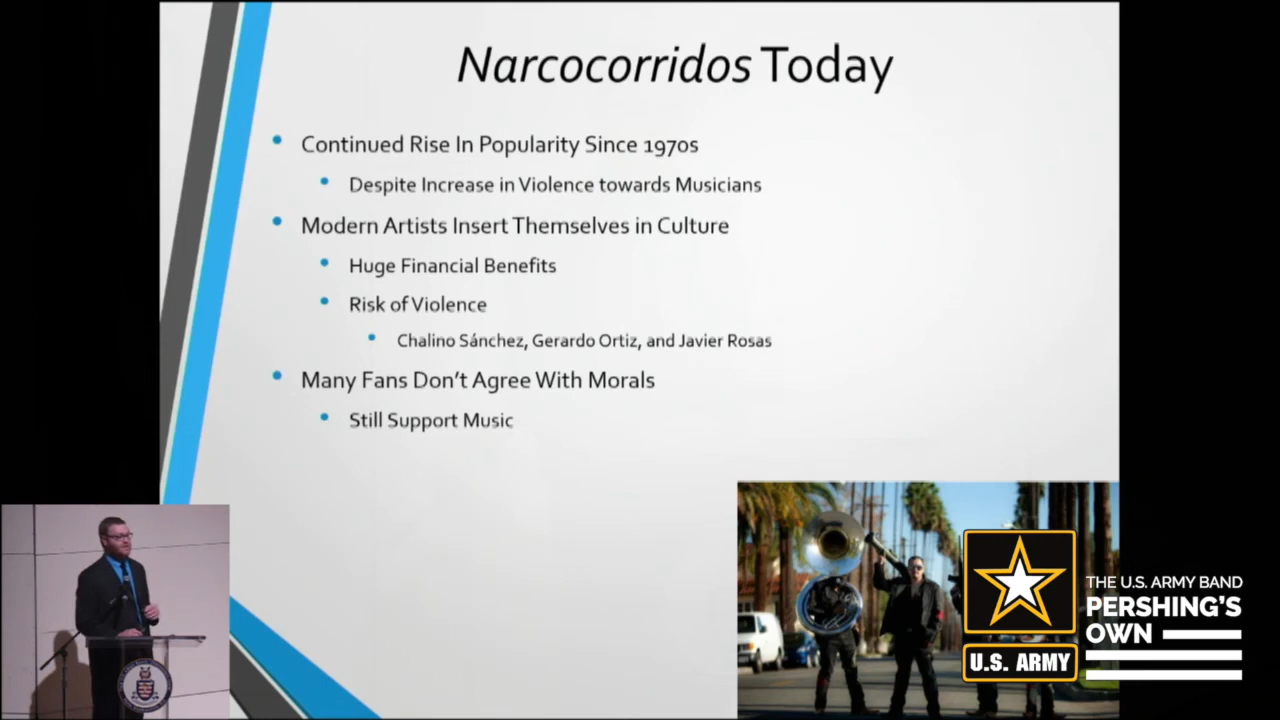 Narcocorridos Today
Continued Rise In Popularity Since 1970s
Despite Increase in Violence towards Musicians
Modern Artists Insert Themselves in Culture
Huge Financial Benefits
Risk of Violence
Chalino Sánchez, Gerardo Ortiz, and Javier Rosas
Many Fans Don't Agree With Morals
Still Support Music
U.S. ARMY
THE U.S. ARMY BAND
PERSHING'S
OWN